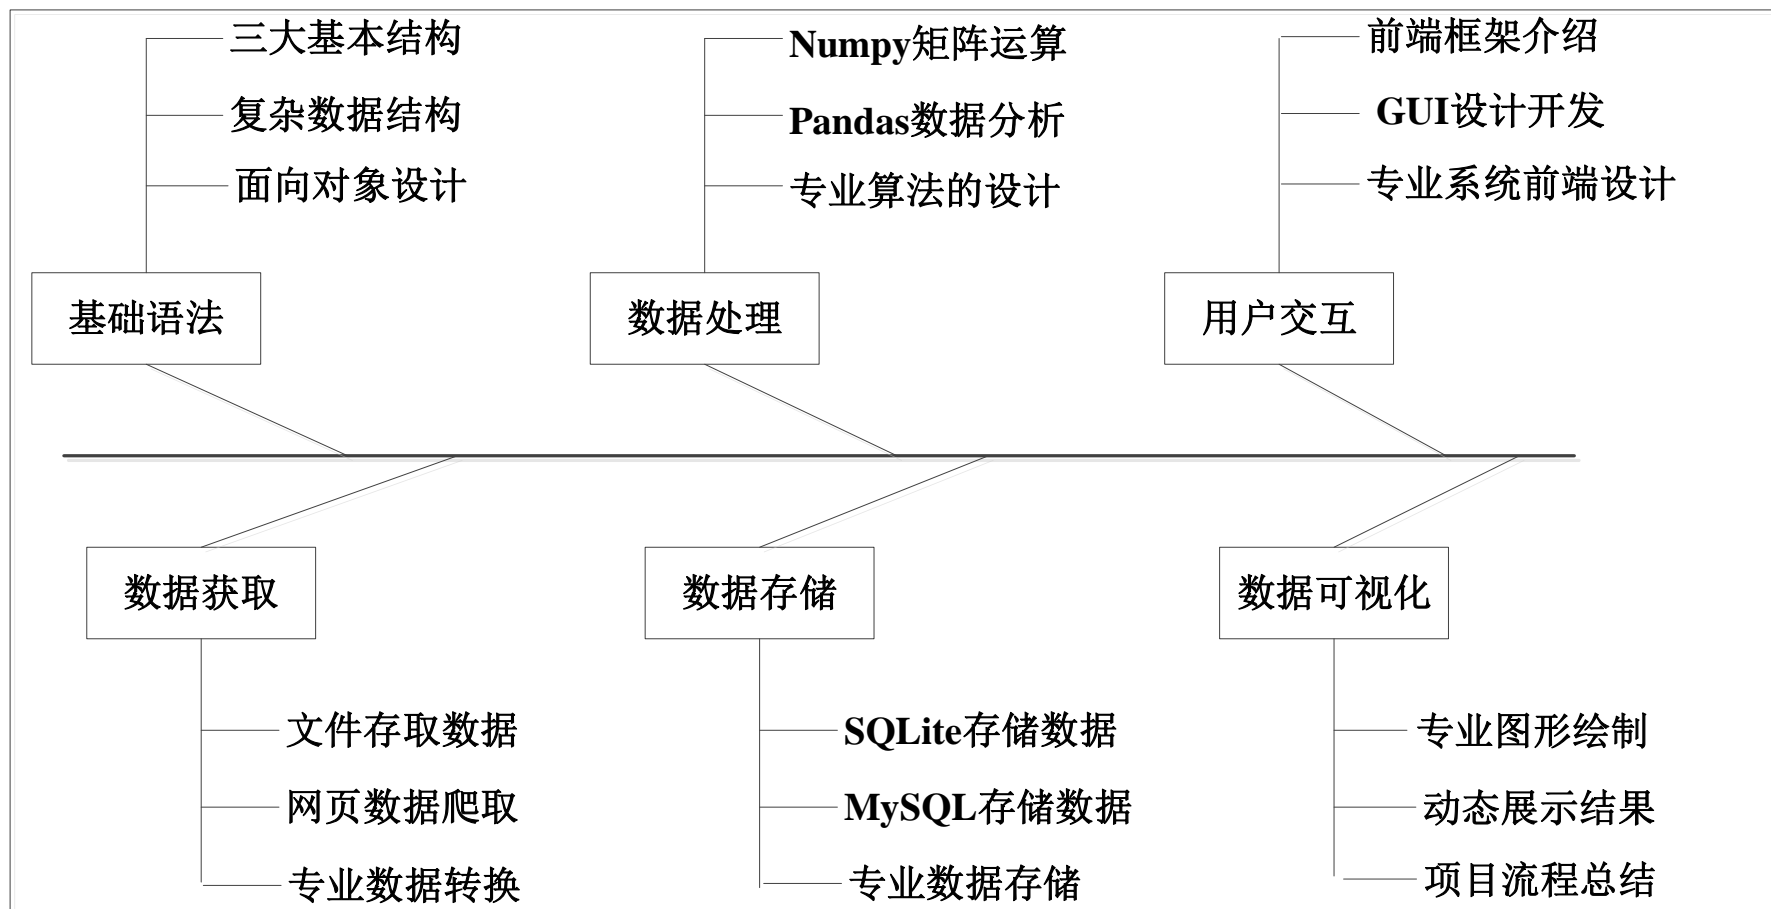 三大基本结构
复杂数据结构
面向对象设计
基础语法
Numpy矩阵运算
Pandas数据分析
专业算法的设计
数据处理
前端框架介绍
GUI设计开发
专业系统前端设计
用户交互
数据获取
文件存取数据
网页数据爬取
专业数据转换
数据存储
SQLite存储数据
MySQL存储数据
专业数据存储
数据可视化
专业图形绘制
动态展示结果
项目流程总结